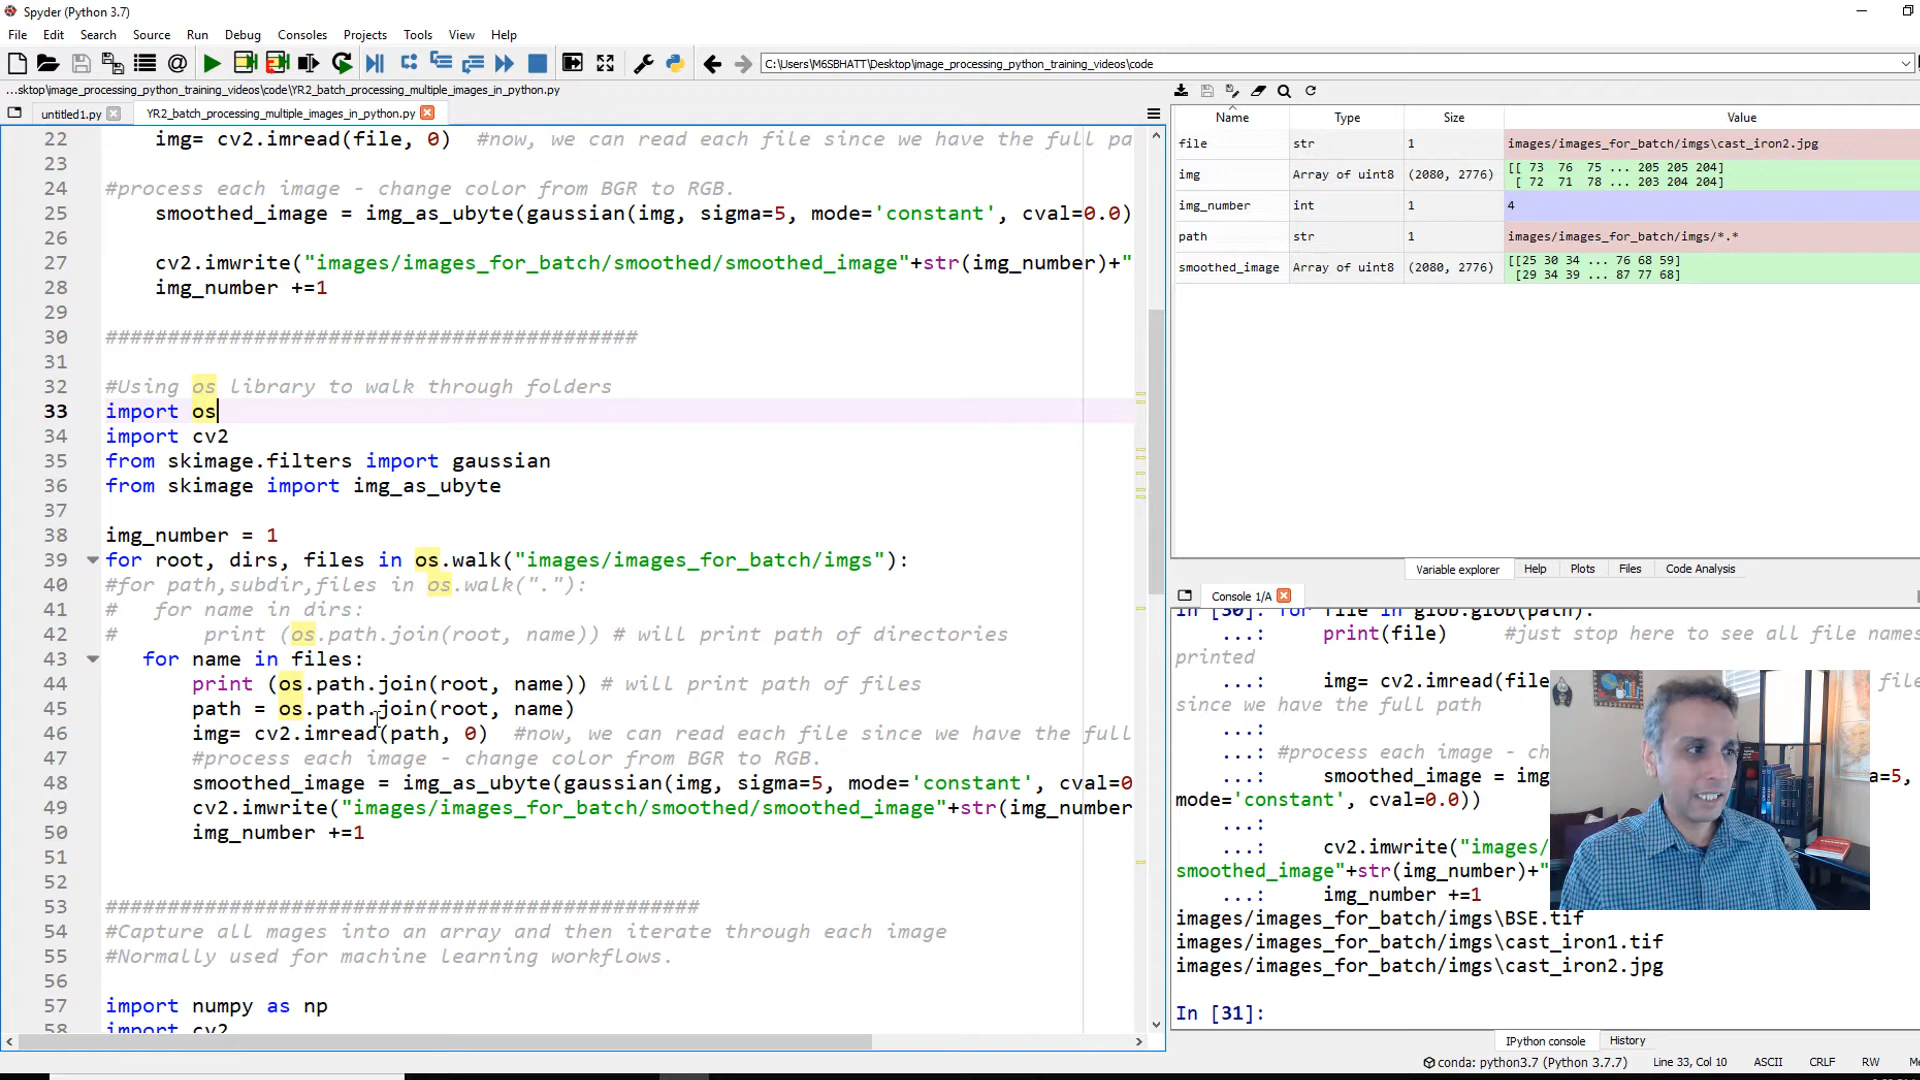 Spyder (Python 3.7)
File Edit Search Source Run Debug Consoles Projects Tools View Help
C:\Users\M6SBHATT\Desktop\image_processing_python_training_videos\code
...sktop\image_processing_python_training_videos\code\YR2_batch_processing_multiple_images_in_python.py
untitled1.py YR2_batch_processing_multiple_images_in_python.py
22 img= cv2.imread(file, 0) #now, we can read each file since we have the full pa
23
24 #process each image - change color from BGR to RGB.
25 smoothed_image = img_as_ubyte(gaussian(img, sigma=5, mode='constant', cval=0.0)
26
27 cv2.imwrite("images/images_for_batch/smoothed/smoothed_image"+str(img_number)+"
28 img_number +=1
29
30 ###########################################
31
32 #Using os library to walk through folders
33 import os
34 import cv2
35 from skimage.filters import gaussian
36 from skimage import img_as_ubyte
37
38 img_number = 1
39 for root, dirs, files in os.walk("images/images_for_batch/imgs"):
40 #for path,subdir,files in os.walk("."):
41 # for name in dirs:
42 # print (os.path.join(root, name)) # will print path of directories
43 for name in files:
44 print (os.path.join(root, name)) # will print path of files
45 path = os.path.join(root, name)
46 img= cv2.imread(path, 0) #now, we can read each file since we have the full
47 #process each image - change color from BGR to RGB.
48 smoothed_image = img_as_ubyte(gaussian(img, sigma=5, mode='constant', cval=0
49 cv2.imwrite("images/images_for_batch/smoothed/smoothed_image"+str(img_number
50 img_number +=1
51
52
53 ################################################
54 #Capture all mages into an array and then iterate through each image
55 #Normally used for machine learning workflows.
56
57 import numpy as np
58 import cv2
Name Type Size Value
file str 1 images/images_for_batch/imgs\cast_iron2.jpg
img Array of uint8 (2080, 2776) [[ 73 76 75 ... 205 205 204]
[ 72 71 78 ... 203 204 204]
img_number int 1 4
path str 1 images/images_for_batch/imgs/*.*
smoothed_image Array of uint8 (2080, 2776) [[25 30 34 ... 76 68 59]
[29 34 39 ... 87 77 68]
Variable explorer Help Plots Files Code Analysis
Console 1/A
In [30]: for file in glob.glob(path):
...: print(file) #just stop here to see all file names
printed
...: img= cv2.imread(file file
since we have the full path
...:
...: #process each image - ch
...: smoothed_image = img a=5,
mode='constant', cval=0.0))
...:
...: cv2.imwrite("images/
smoothed_image"+str(img_number)+"
...: img_number +=1
images/images_for_batch/imgs\BSE.tif
images/images_for_batch/imgs\cast_iron1.tif
images/images_for_batch/imgs\cast_iron2.jpg
In [31]:
IPython console History
conda: python3.7 (Python 3.7.7) Line 33, Col 10 ASCII CRLF RW